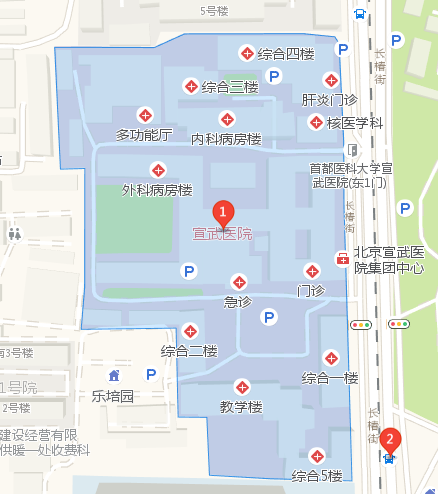 5号楼
综合四楼
P
P
P
长椿街
综合三楼
肝炎门诊
多功能厅
内科病房楼
核医学科
首都医科大学宣
武医院(东1门)
外科病房楼
P
1
长椿街
宣武医院
北京宣武医
院集团中心
P
急诊
门诊
P
综合二楼
南3号楼
1号院
P
综合一楼
乐培园
2号楼
教学楼
长椿街
2
建设经营有限
供暖一处收费科
综合5楼